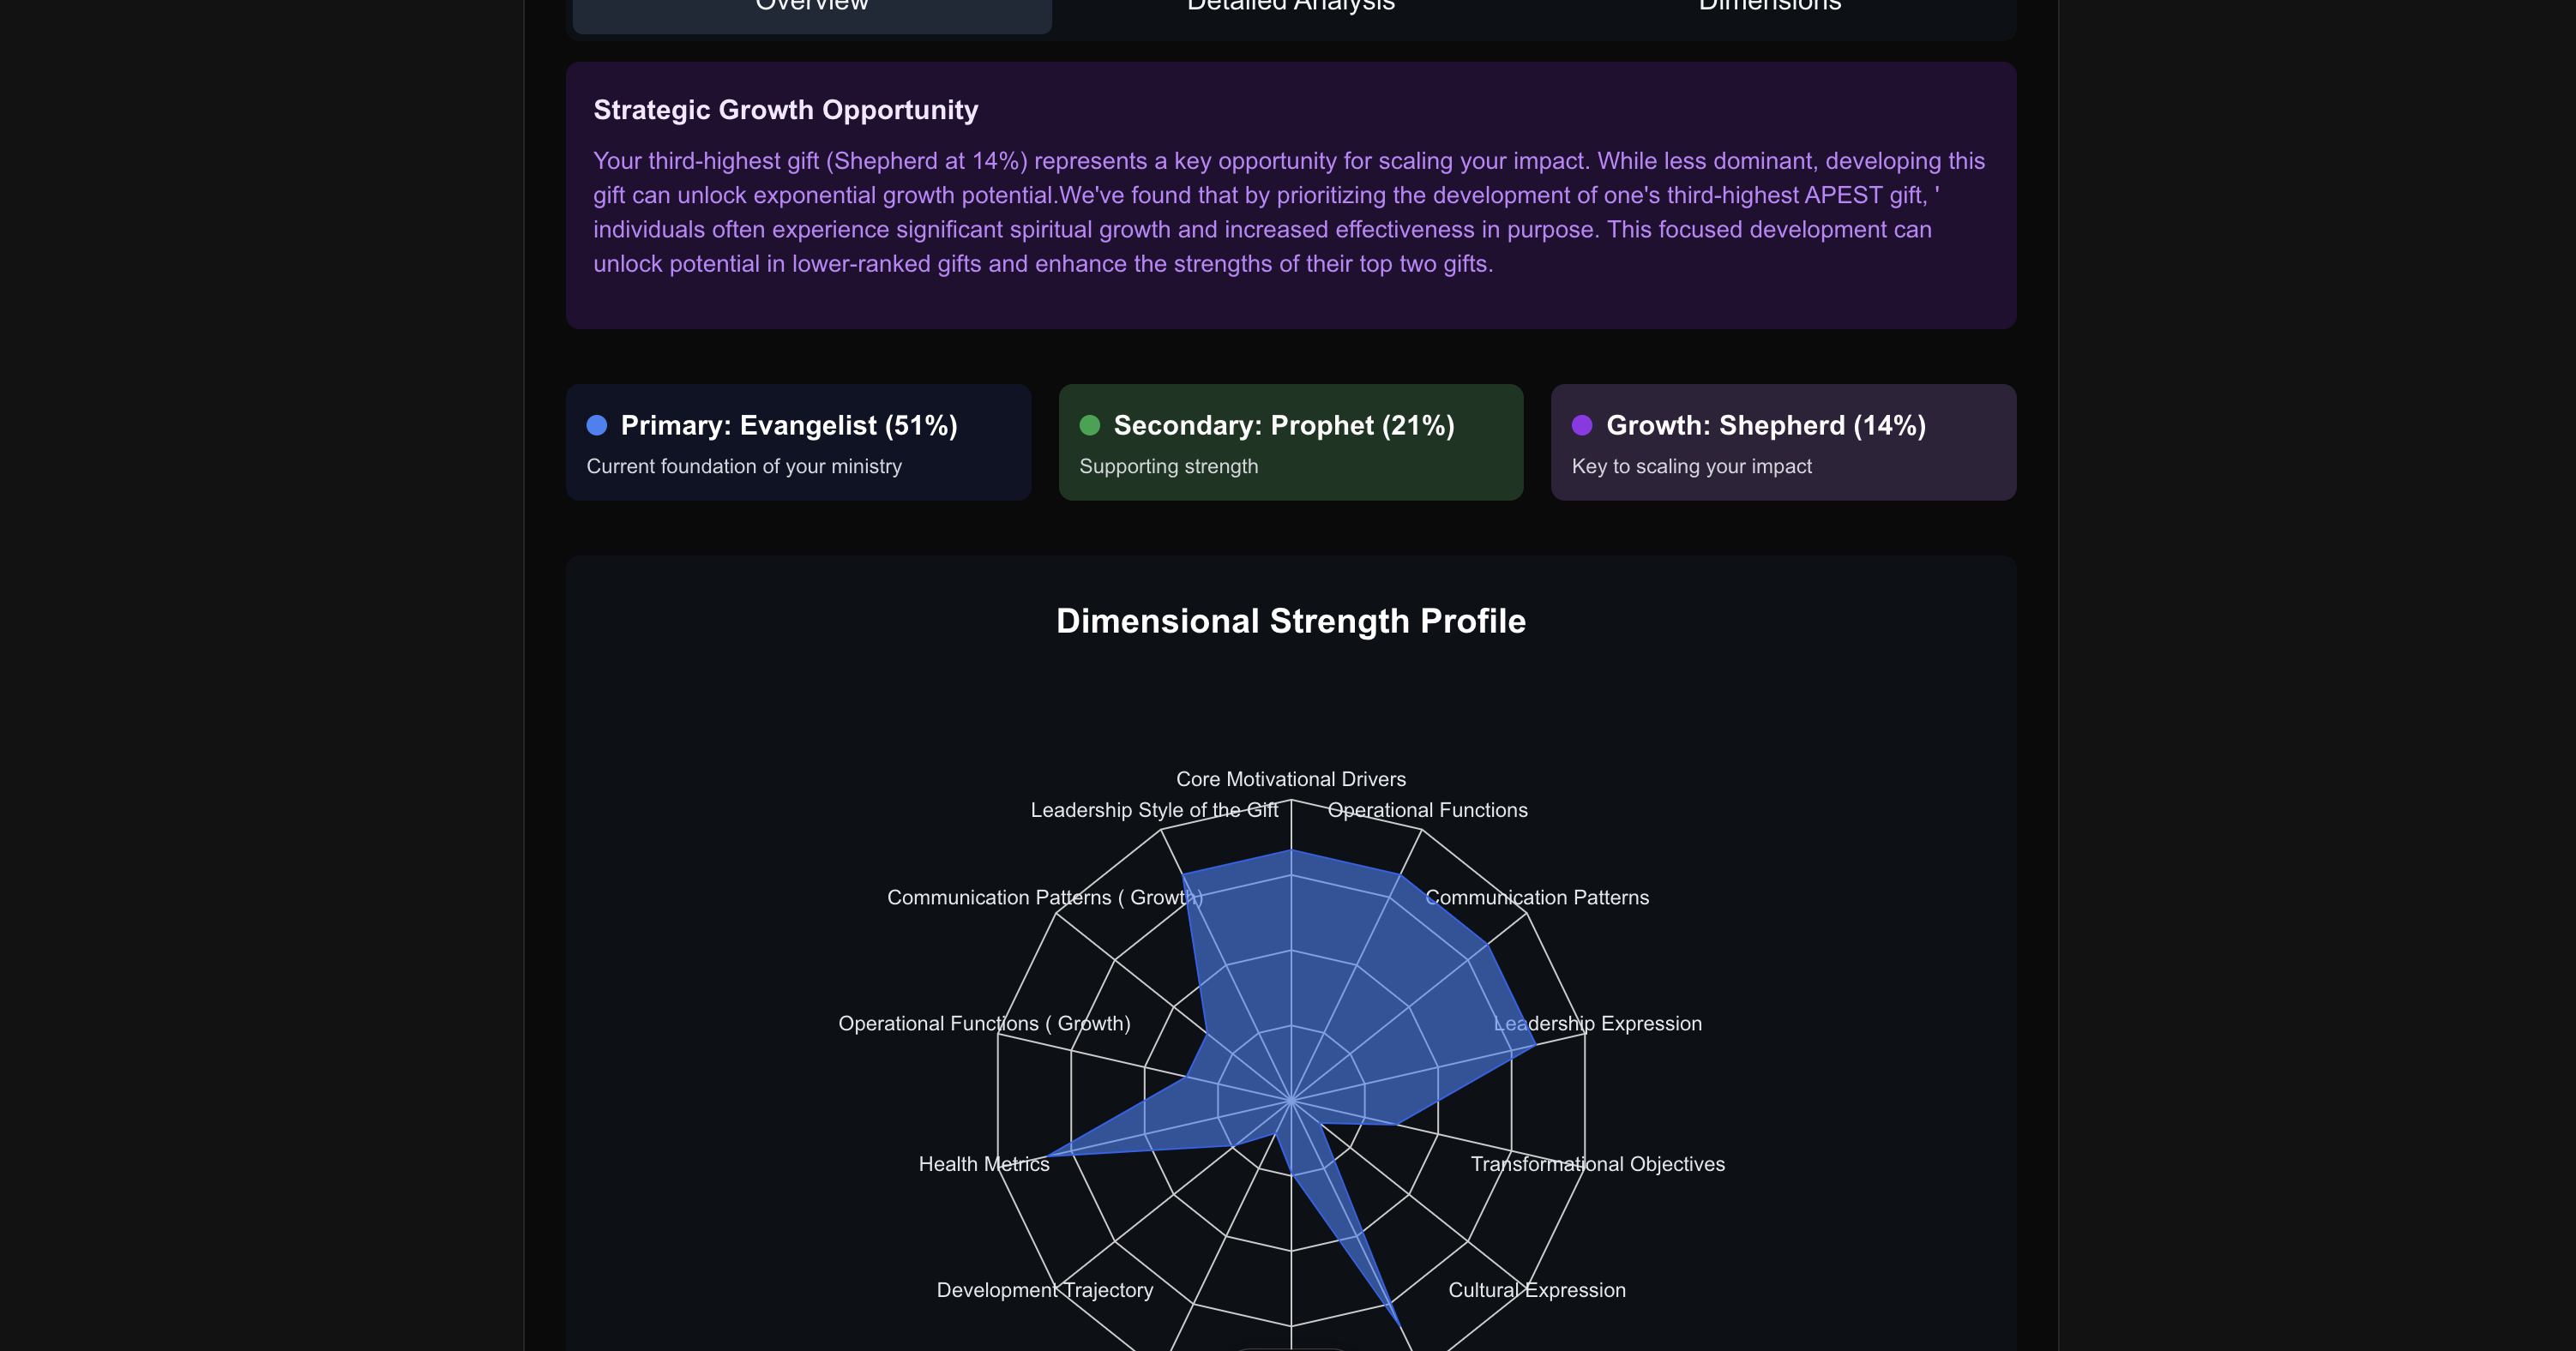 Overview
Detailed Analysis
Dimensions
Strategic Growth Opportunity
Your third-highest gift (Shepherd at 14%) represents a key opportunity for scaling your impact. While less dominant, developing this
gift can unlock exponential growth potential.We've found that by prioritizing the development of one's third-highest APEST gift, '
individuals often experience significant spiritual growth and increased effectiveness in purpose. This focused development can
unlock potential in lower-ranked gifts and enhance the strengths of their top two gifts.
Primary: Evangelist (51%)
Current foundation of your ministry
Secondary: Prophet (21%)
Supporting strength
Growth: Shepherd (14%)
Key to scaling your impact
Dimensional Strength Profile
Core Motivational Drivers
Leadership Style of the Gift
Operational Functions
Communication Patterns ( Growth)
Communication Patterns
Operational Functions ( Growth)
Leadership Expression
Health Metrics
Transformational Objectives
Development Trajectory
Cultural Expression